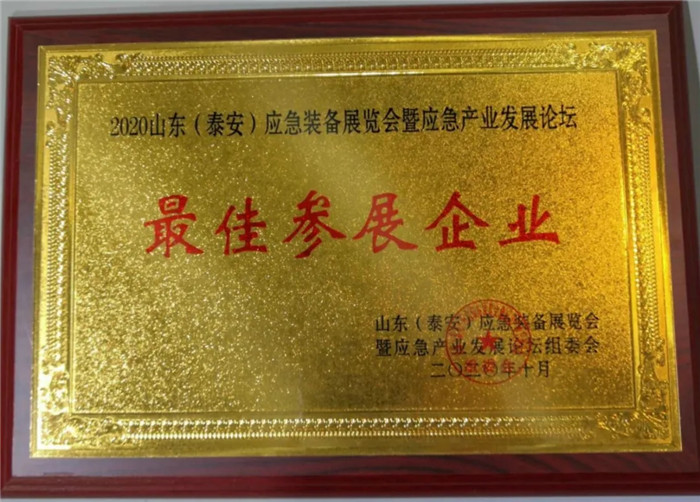 2020山东（泰安）应急装备展览会暨应急产业发展论坛
最佳参展企业
山东（泰安）应急装备展览会
暨应急产业发展论坛组委会
二〇二〇年十月